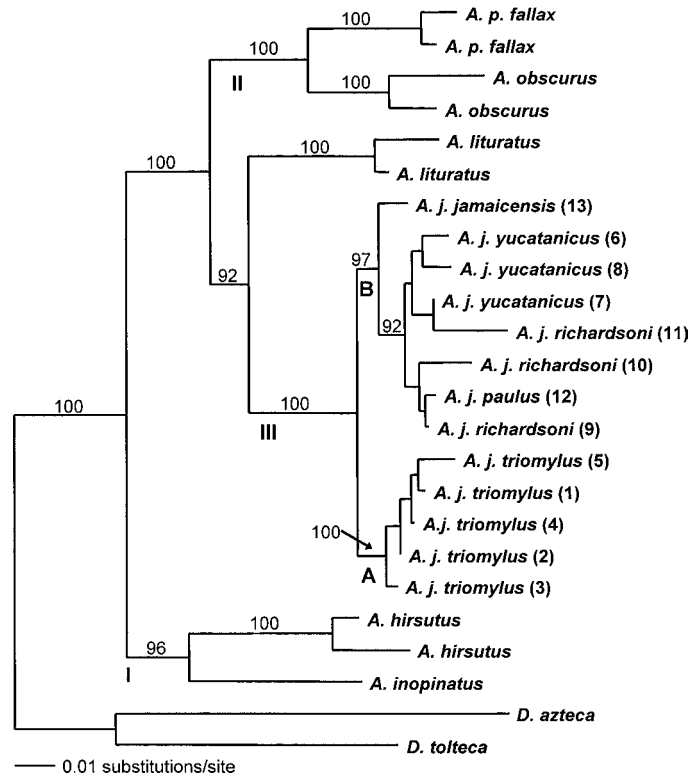 100
A. p. fallax
A. p. fallax
100
II
100
A. obscurus
A. obscurus
100
100
A. lituratus
A. lituratus
A. j. jamaicensis (13)
97
B
A. j. yucatanicus (6)
A. j. yucatanicus (8)
92
A. j. yucatanicus (7)
92
A. j. richardsoni (11)
A. j. richardsoni (10)
A. j. paulus (12)
A. j. richardsoni (9)
100
100
III
A. j. triomylus (5)
A. j. triomylus (1)
A.j. triomylus (4)
100
A. j. triomylus (2)
A
A. j. triomylus (3)
100
A. hirsutus
A. hirsutus
96
I
A. inopinatus
D. azteca
D. tolteca
0.01 substitutions/site